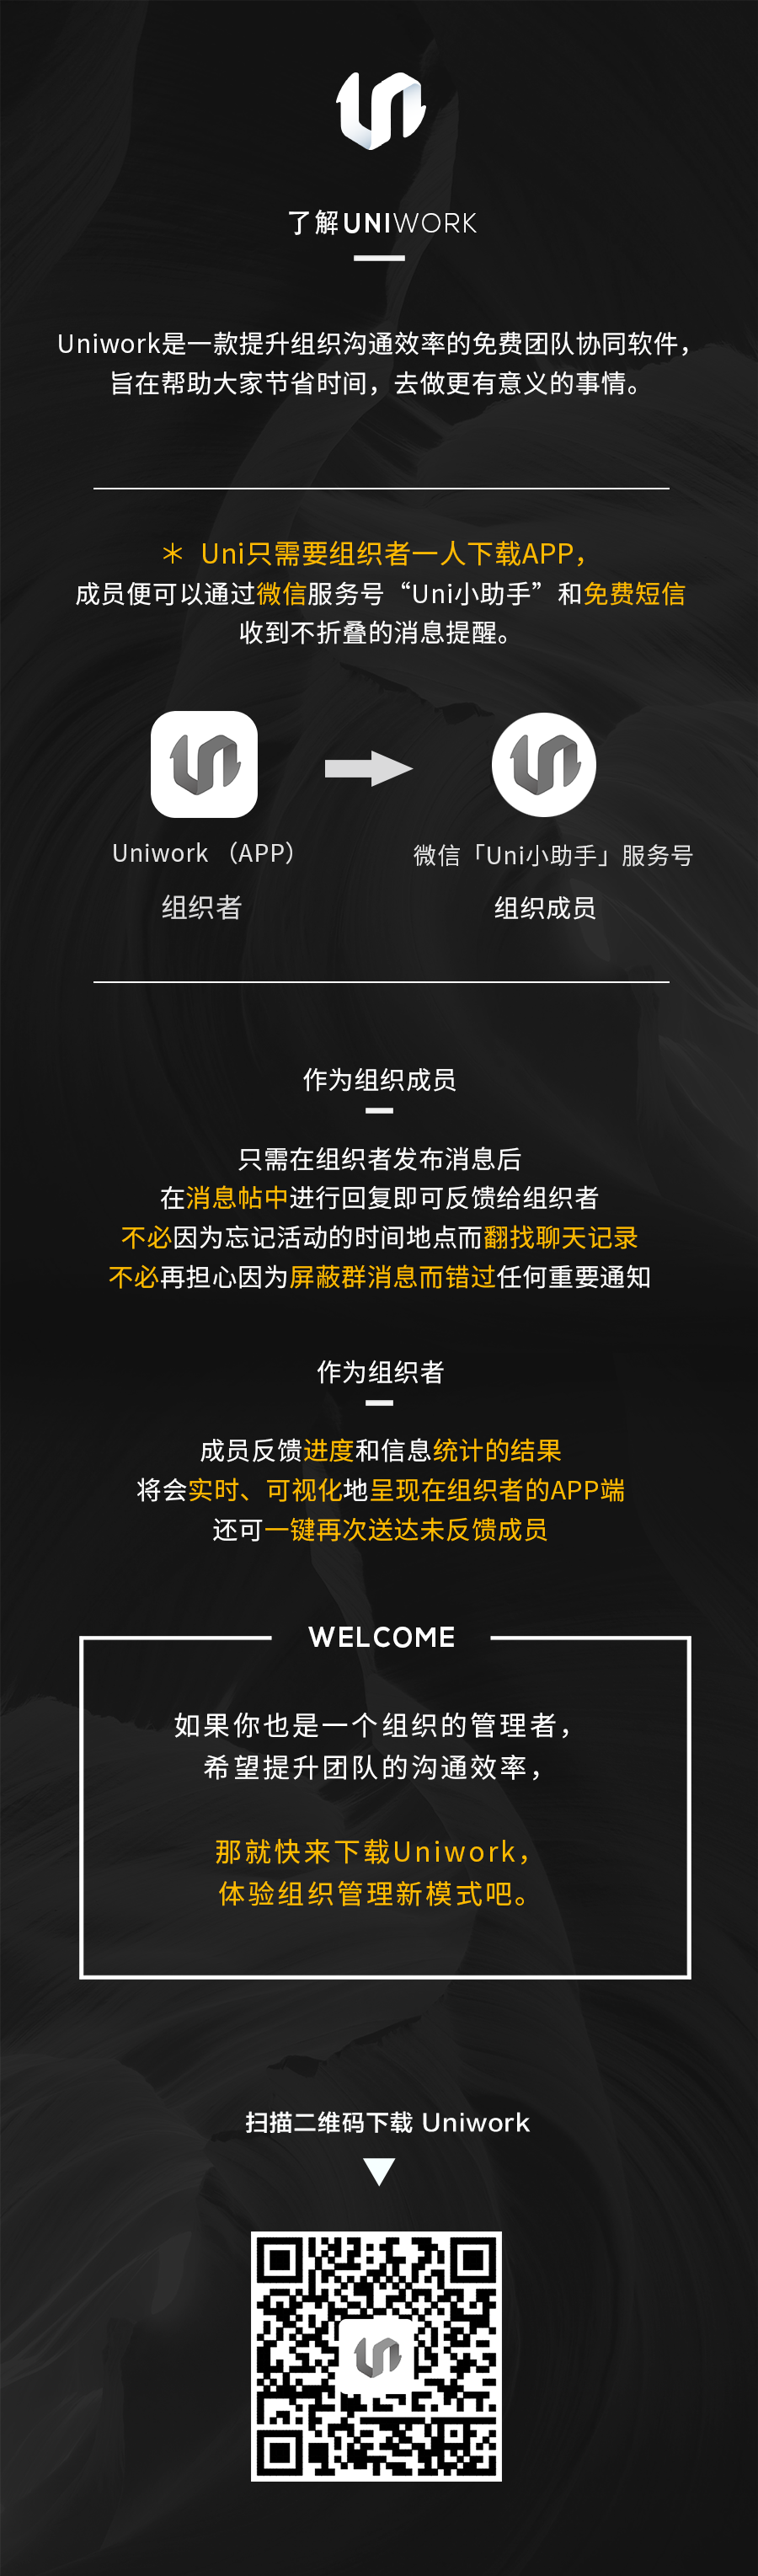 了解UNIWORK
Uniwork是一款提升组织沟通效率的免费团队协同软件，
旨在帮助大家节省时间，去做更有意义的事情。
＊ Uni只需要组织者一人下载APP，
成员便可以通过微信服务号“Uni小助手”和免费短信
收到不折叠的消息提醒。
Uniwork （APP）
微信「Uni小助手」服务号
组织者
组织成员
作为组织成员
只需在组织者发布消息后
在消息帖中进行回复即可反馈给组织者
不必因为忘记活动的时间地点而翻找聊天记录
不必再担心因为屏蔽群消息而错过任何重要通知
作为组织者
成员反馈进度和信息统计的结果
将会实时、可视化地呈现在组织者的APP端
还可一键再次送达未反馈成员
WELCOME
如果你也是一个组织的管理者，
希望提升团队的沟通效率，
那就快来下载Uniwork，
体验组织管理新模式吧。
扫描二维码下载 Uniwork